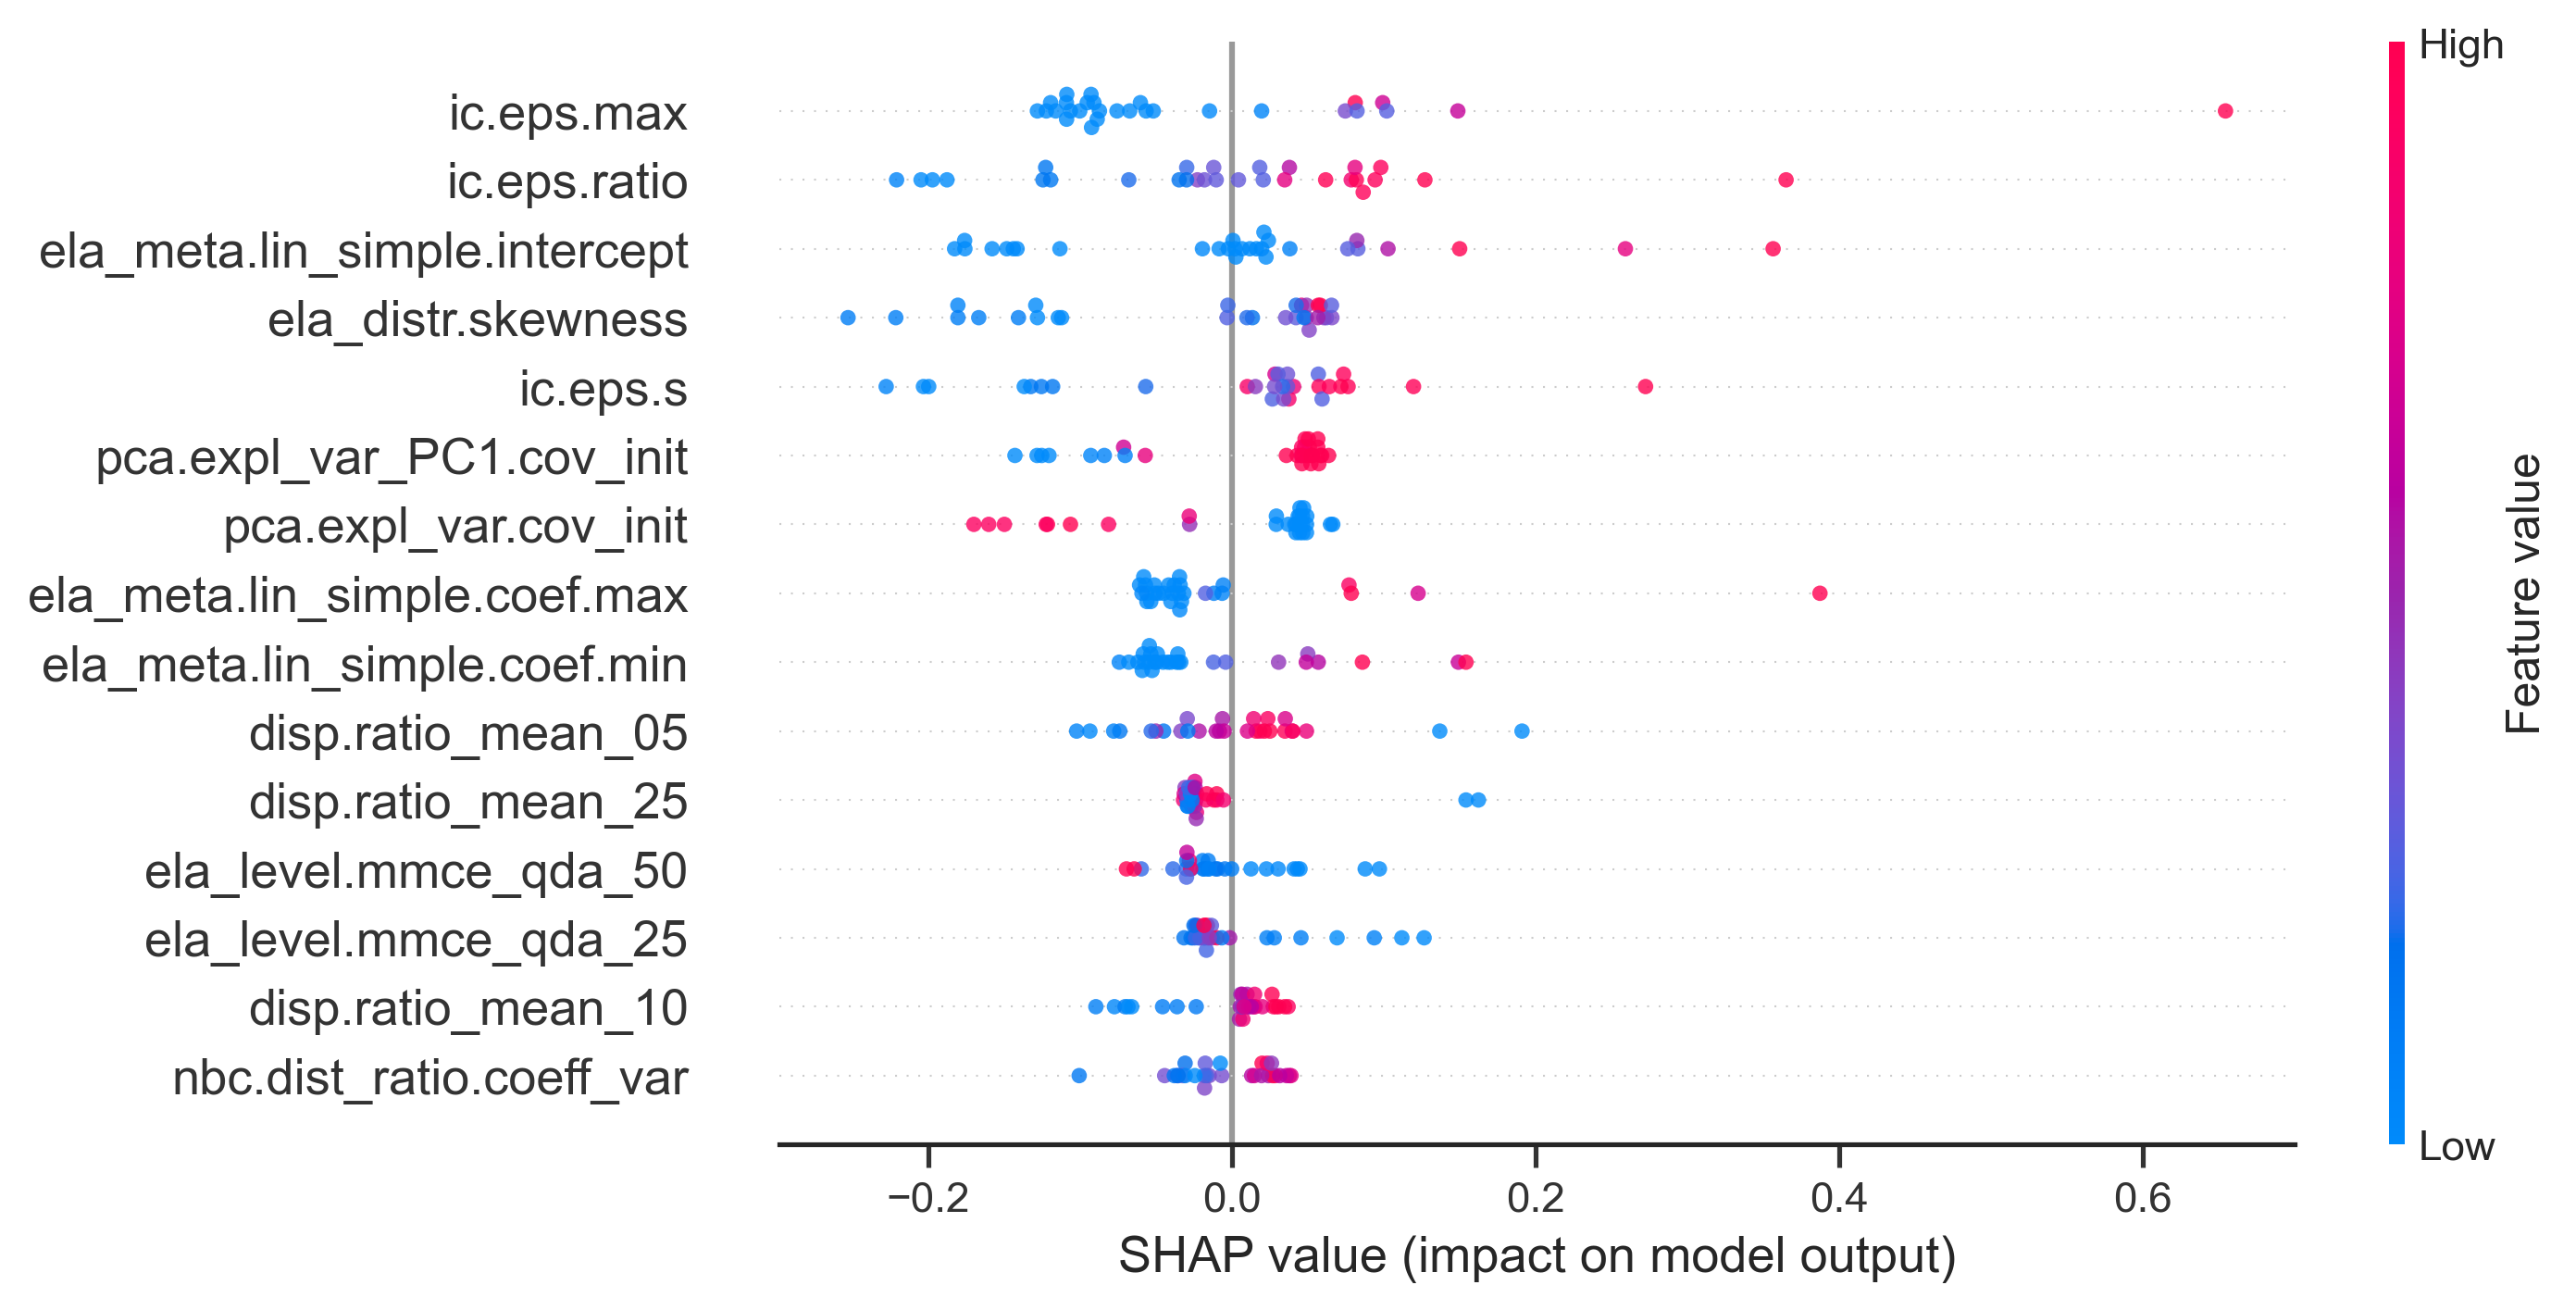 High
ic.eps.max
ic.eps.ratio
ela_meta.lin_simple.intercept
ela_distr.skewness
ic.eps.s
pca.expl_var_PC1.cov_init
pca.expl_var.cov_init
ela_meta.lin_simple.coef.max
ela_meta.lin_simple.coef.min
disp.ratio_mean_05
disp.ratio_mean_25
ela_level.mmce_qda_50
ela_level.mmce_qda_25
disp.ratio_mean_10
nbc.dist_ratio.coeff_var
Feature value
Low
−0.2 0.0 0.2 0.4 0.6
SHAP value (impact on model output)